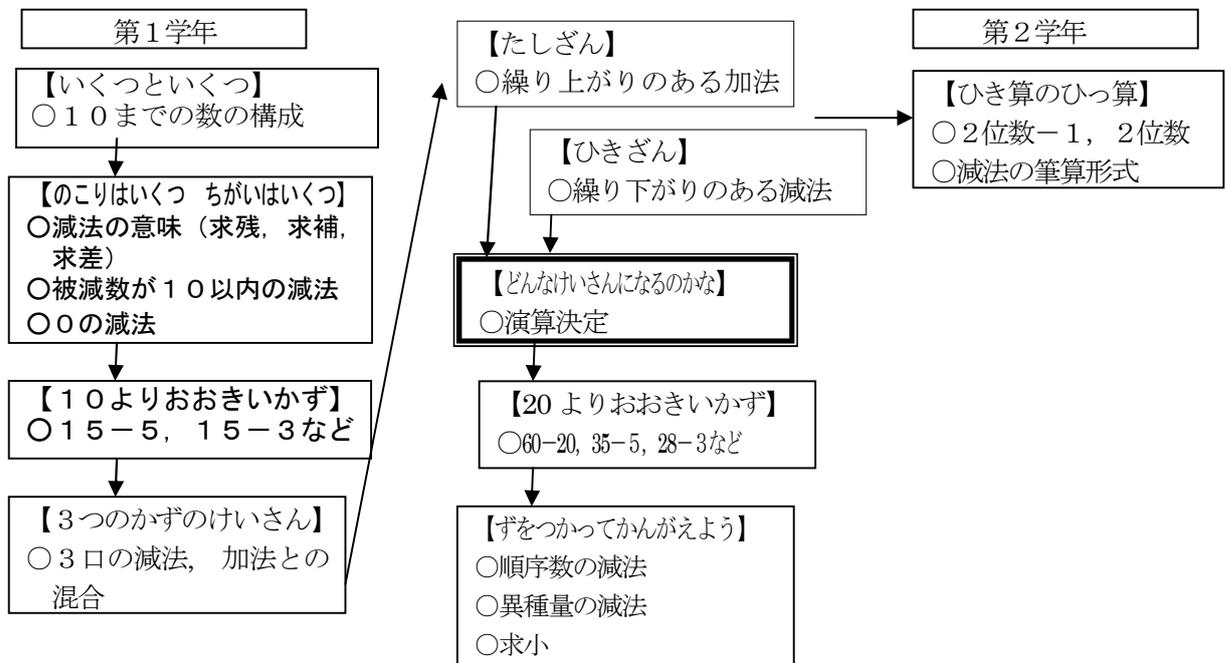 第１学年
【いくつといくつ】
○１０までの数の構成
【のこりはいくつ　ちがいはいくつ】
○減法の意味（求残，求補，
求差）
○被減数が１０以内の減法
○０の減法
【１０よりおおきいかず】
○１５－５，１５－３など
【３つのかずのけいさん】
○３口の減法，　加法との
混合
【たしざん】
○繰り上がりのある加法
【ひきざん】
○繰り下がりのある減法
【どんなけいさんになるのかな】
○演算決定
【20 よりおおきいかず】
○60－20, 35－5, 28－3など
【ずをつかってかんがえよう】
○順序数の減法
○異種量の減法
○求小
第２学年
【ひき算のひっ算】
○２位数－１，２位数
○減法の筆算形式